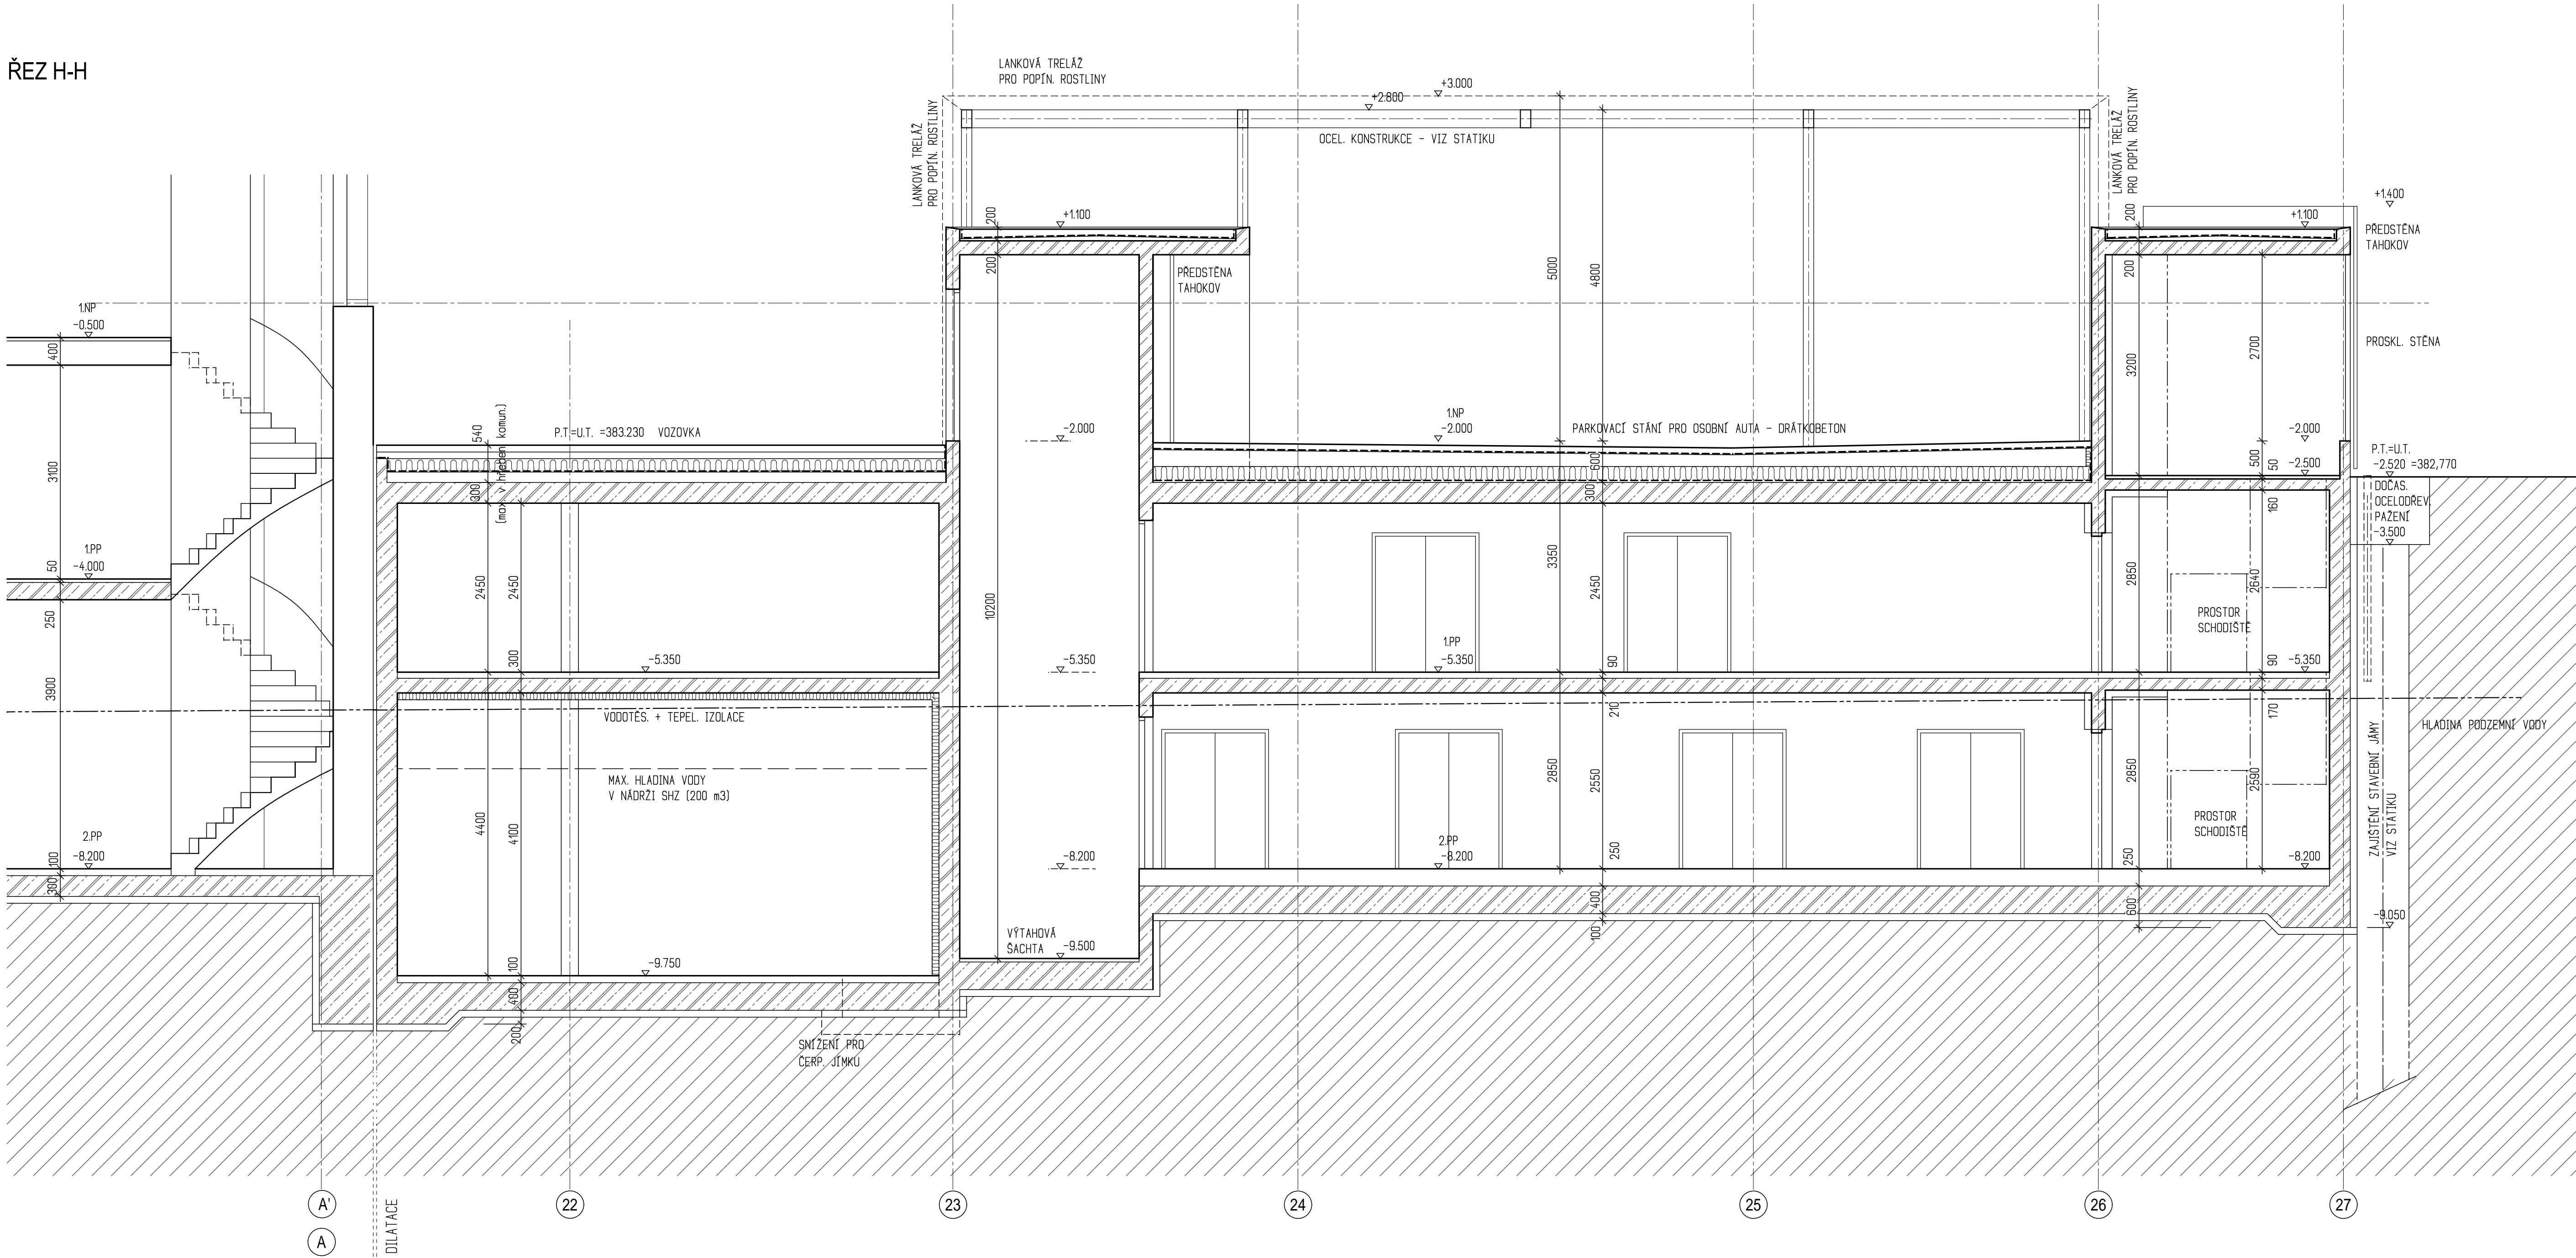 ŘEZ H-H
LANKOVÁ TRELÁŽ
PRO POPÍN. ROSTLINY
LANKOVÁ TRELÁŽ
PRO POPÍN. ROSTLINY
+3.000
+2.800
OCEL. KONSTRUKCE - VIZ STATIKU
LANKOVÁ TRELÁŽ
PRO POPÍN. ROSTLINY
+1.400
200
+1.100
200
+1.100
PŘEDSTĚNA
TAHOKOV
200
PŘEDSTĚNA
TAHOKOV
5000
4800
200
1.NP
-0.500
400
3200
2700
PROSKL. STĚNA
540
(max. v hřeben. komun.)
P.T.=U.T. =383.230 VOZOVKA
-2.000
1.NP
-2.000
PARKOVACÍ STÁNÍ PRO OSOBNÍ AUTA - DRÁTKOBETON
-2.000
P.T.=U.T.
-2.520 =382,770
3100
600
500
50
-2.500
DOČAS.
OCELODŘEV.
PAŽENÍ
-3.500
300
300
160
1.PP
-4.000
50
250
2450
2450
10200
3350
2450
2850
2640
PROSTOR
SCHODIŠTĚ
300
-5.350
-5.350
1.PP
-5.350
90
90
-5.350
3900
VODOTĚS. + TEPEL. IZOLACE
210
170
HLADINA PODZEMNÍ VODY
MAX. HLADINA VODY
V NÁDRŽI SHZ (200 m3)
4400
4100
2850
2550
2850
2590
PROSTOR
SCHODIŠTĚ
ZAJIŠTĚNÍ STAVEBNÍ JÁMY
VIZ STATIKU
2.PP
-8.200
100
300
-8.200
2.PP
-8.200
250
250
-8.200
400
600
100
-9.050
VÝTAHOVÁ
ŠACHTA
-9.500
-9.750
100
400
200
SNÍŽENÍ PRO
ČERP. JÍMKU
A'
22
23
24
25
26
27
A
DILATACE